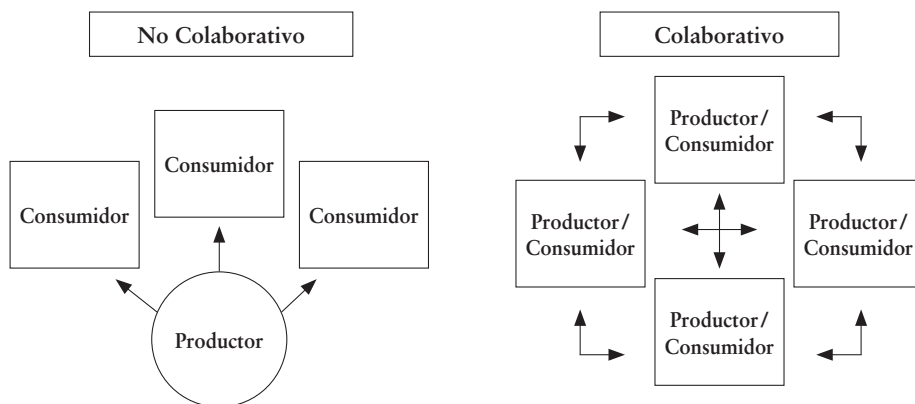 No Colaborativo
Consumidor
Consumidor
Consumidor
Productor
Colaborativo
Productor/
Consumidor
Productor/
Consumidor
Productor/
Consumidor
Productor/
Consumidor